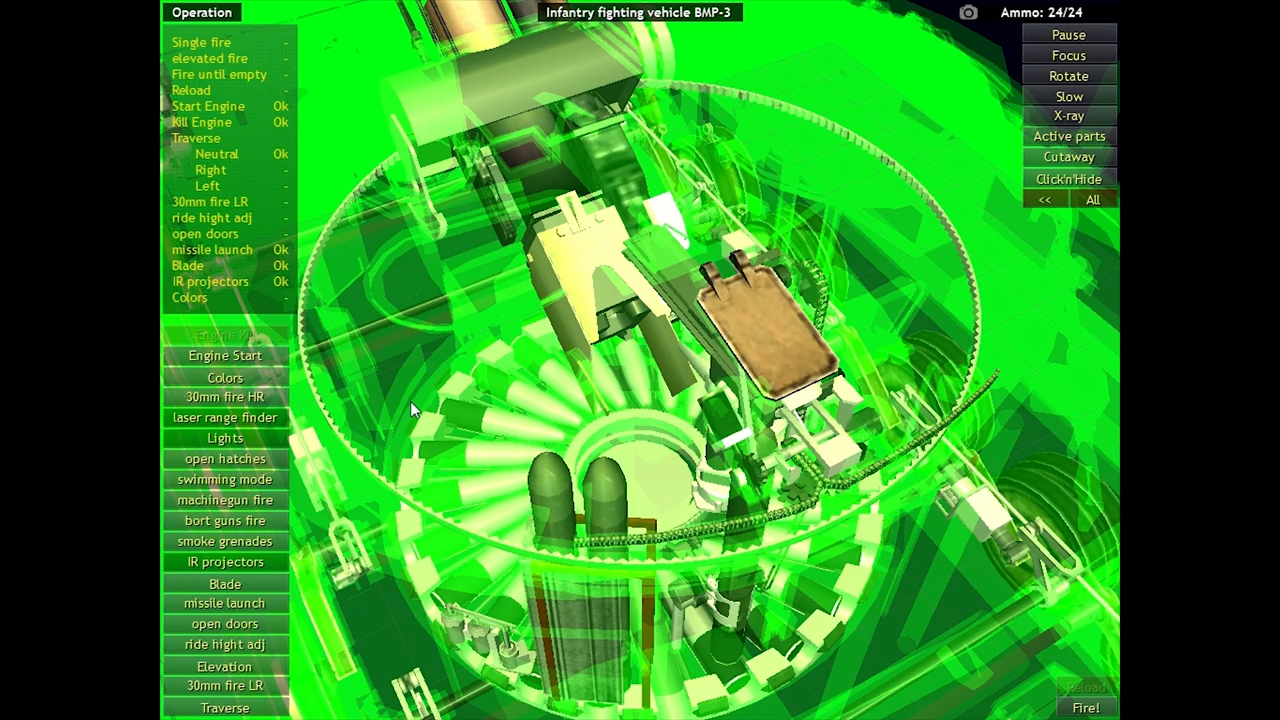 Operation
Infantry fighting vehicle BMP-3
Ammo: 24/24
Single fire -
elevated fire -
Fire until empty -
Reload -
Start Engine Ok
Kill Engine Ok
Traverse
Neutral Ok
Right -
Left -
30mm fire LR -
ride hight adj -
open doors -
missile launch Ok
Blade Ok
IR projectors Ok
Colors -
Engine Start
Colors
30mm fire HR
laser range finder
Lights
open hatches
swimming mode
machinegun fire
bort guns fire
smoke grenades
IR projectors
Blade
missile launch
open doors
ride hight adj
Elevation
30mm fire LR
Traverse
Pause
Focus
Rotate
Slow
X-ray
Active parts
Cutaway
Click'n'Hide
<< All
Reload
Fire!